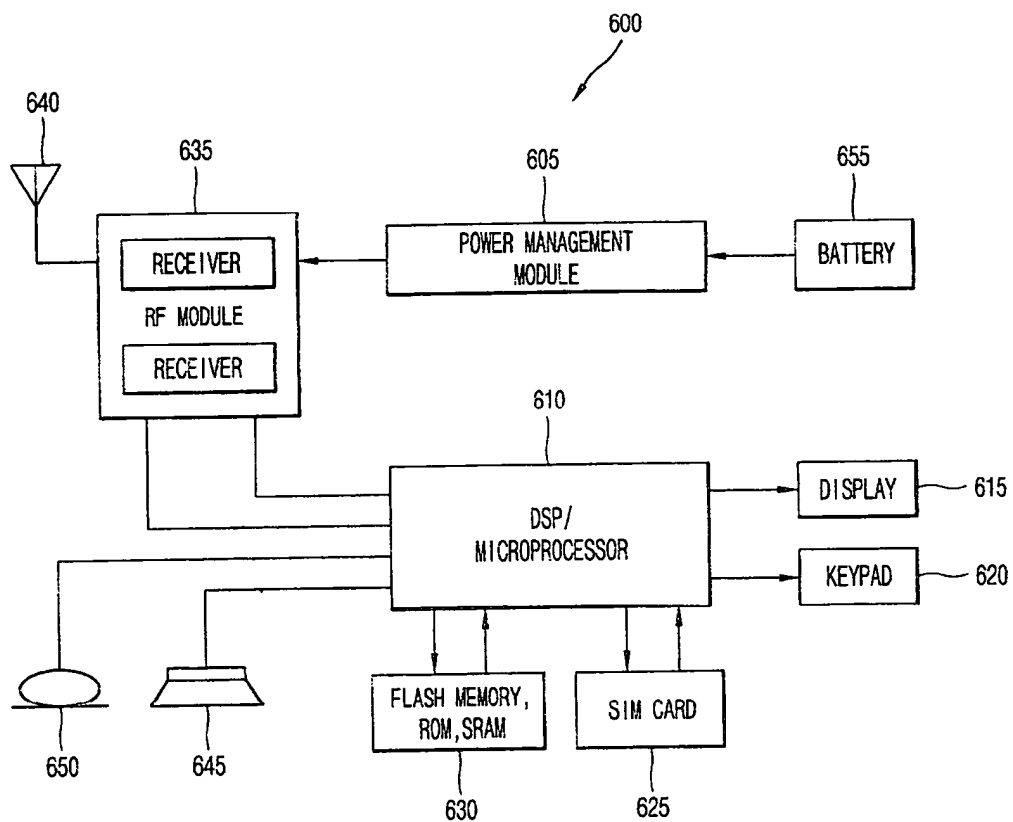 600
640
635
605
655
RECEIVER
RF MODULE
RECEIVER
POWER MANAGEMENT
MODULE
BATTERY
610
DSP/
MICROPROCESSOR
DISPLAY
615
KEYPAD
620
FLASH MEMORY,
ROM,SRAM
SIM CARD
650
645
630
625